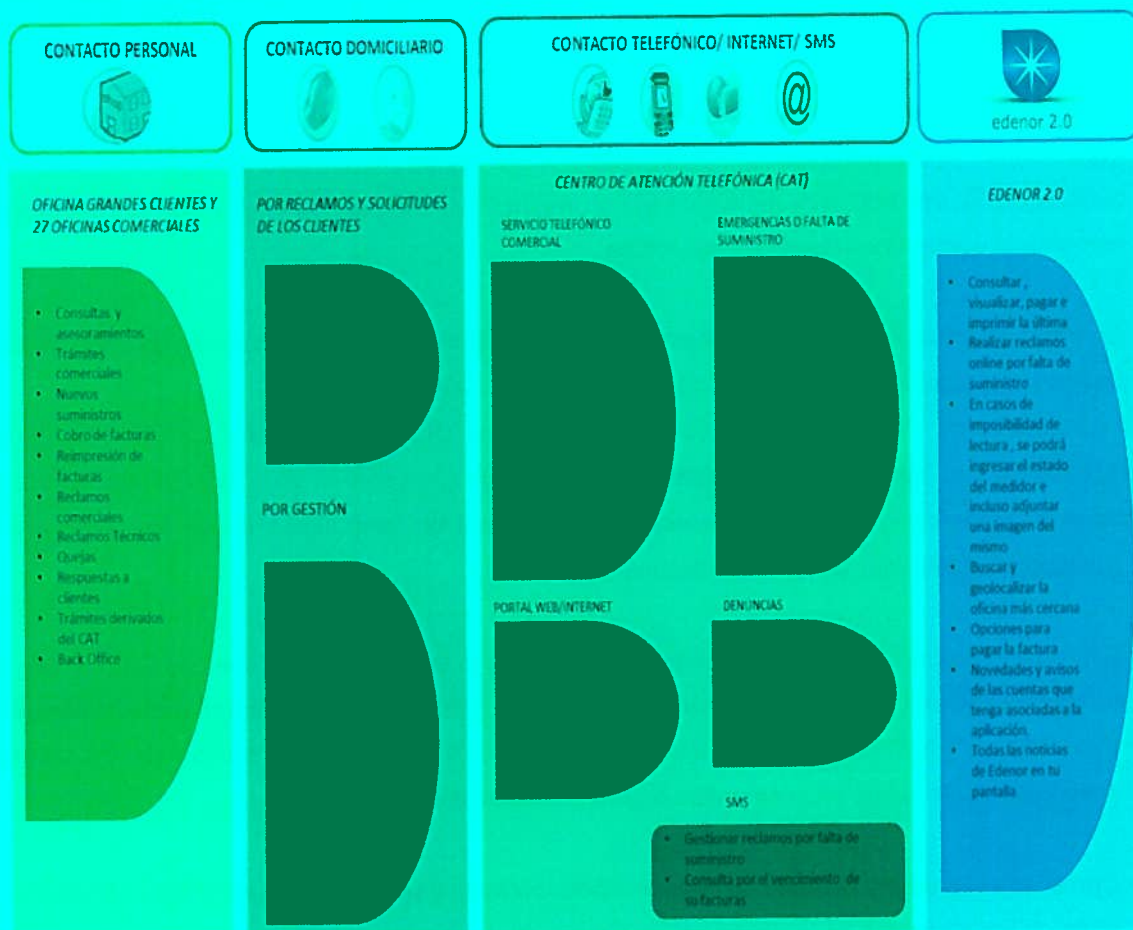 CONTACTO PERSONAL
OFICINA GRANDES CLIENTES Y
27 OFICINAS COMERCIALES
• Consultas y
asesoramientos
• Trámites
comerciales
• Nuevos
suministros
• Cobro de facturas
• Reimpresión de
facturas
• Reclamos
comerciales
• Reclamos Técnicos
• Quejas
• Respuestas a
clientes
• Trámites derivados
del CAT
• Back Office
CONTACTO DOMICILIARIO
POR RECLAMOS Y SOLICITUDES
DE LOS CLIENTES
POR GESTIÓN
CONTACTO TELEFÓNICO/ INTERNET/ SMS
@
CENTRO DE ATENCIÓN TELEFÓNICA (CAT)
SERVICIO TELEFÓNICO
COMERCIAL
EMERGENCIAS O FALTA DE
SUMINISTRO
PORTAL WEB/INTERNET
DENUNCIAS
SMS
• Gestionar reclamos por falta de
suministro
• Consulta por el vencimiento de
su facturas
edenor 2.0
EDENOR 2.0
• Consultar ,
visualizar, pagar e
imprimir la última
• Realizar reclamos
online por falta de
suministro
• En casos de
imposibilidad de
lectura , se podrá
ingresar el estado
del medidor e
incluso adjuntar
una imagen del
mismo
• Buscar y
geolocalizar la
oficina más cercana
• Opciones para
pagar la factura
• Novedades y avisos
de las cuentas que
tenga asociadas a la
aplicación.
• Todas las noticias
de Edenor en tu
pantalla